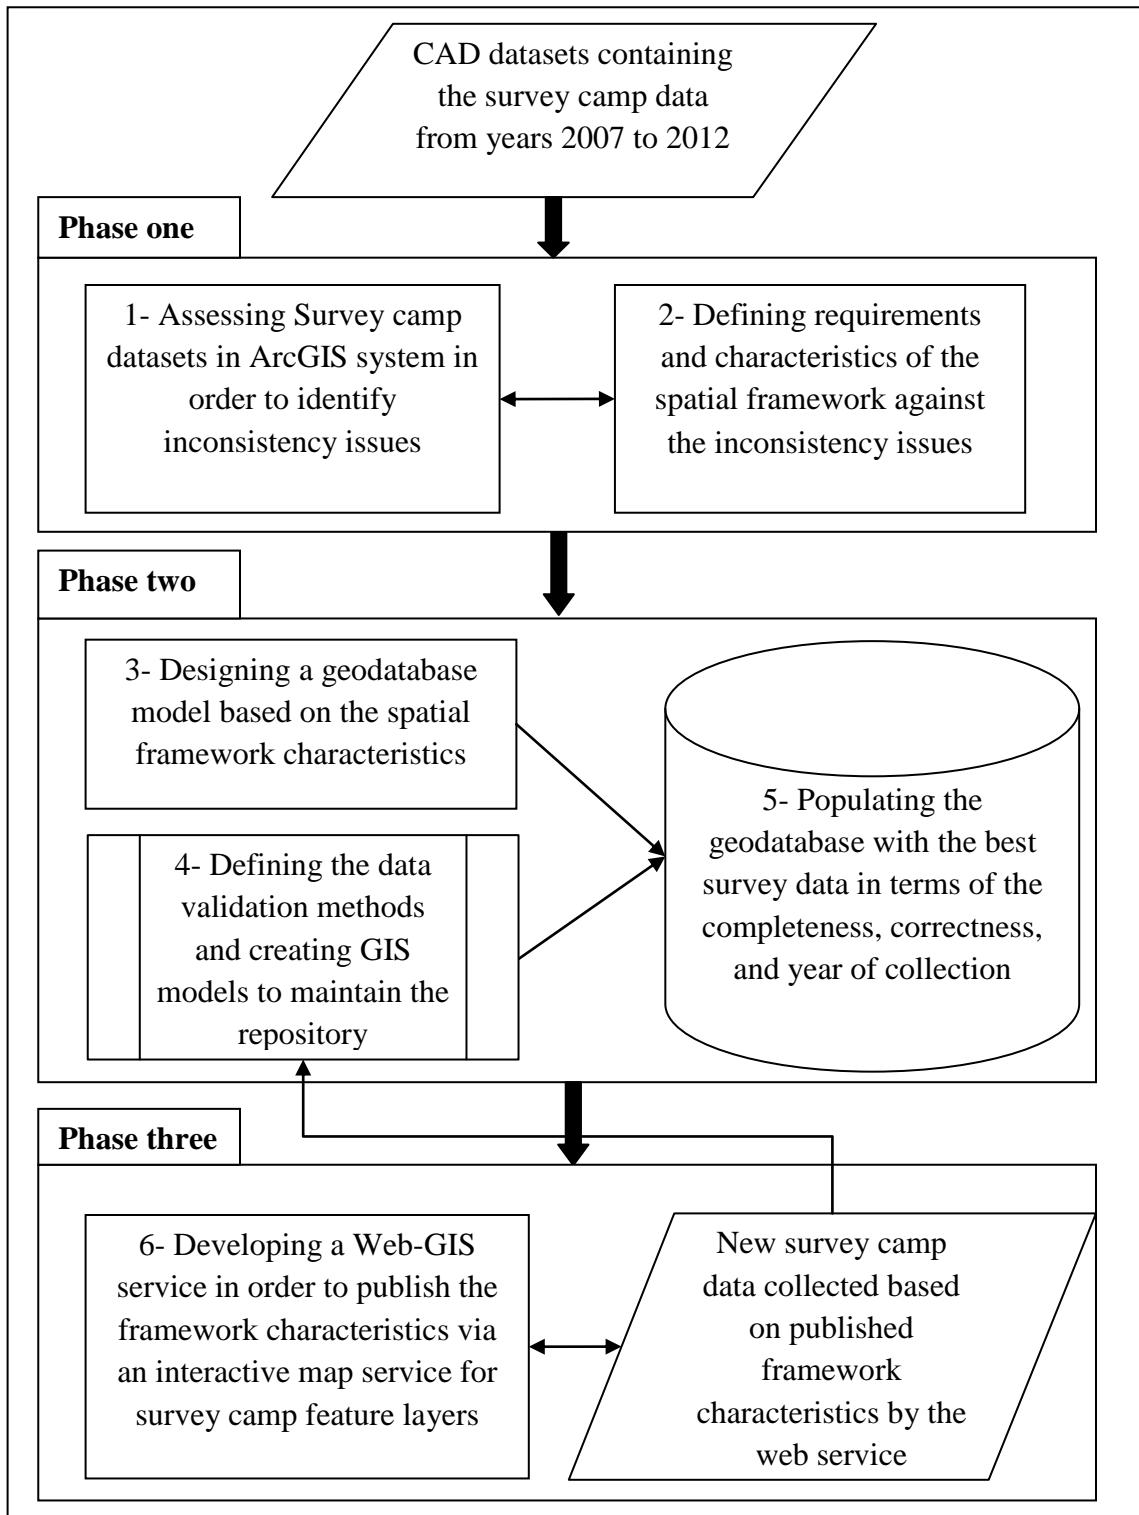 CAD datasets containing
the survey camp data
from years 2007 to 2012
Phase one
1- Assessing Survey camp
datasets in ArcGIS system in
order to identify
inconsistency issues
2- Defining requirements
and characteristics of the
spatial framework against
the inconsistency issues
Phase two
3- Designing a geodatabase
model based on the spatial
framework characteristics
4- Defining the data
validation methods
and creating GIS
models to maintain the
repository
5- Populating the
geodatabase with the best
survey data in terms of the
completeness, correctness,
and year of collection
Phase three
6- Developing a Web-GIS
service in order to publish the
framework characteristics via
an interactive map service for
survey camp feature layers
New survey camp
data collected based
on published
framework
characteristics by the
web service